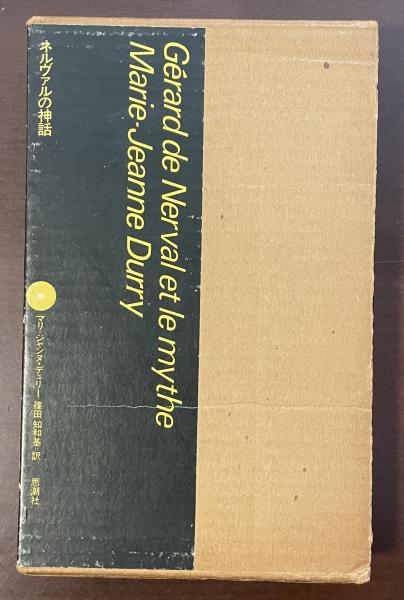 ネルヴァルの神話
Gérard de Nerval et le mythe
Marie-Jeanne Durry
マリ・ジャンヌ・デュリー 篠田 知和基・訳 思潮社